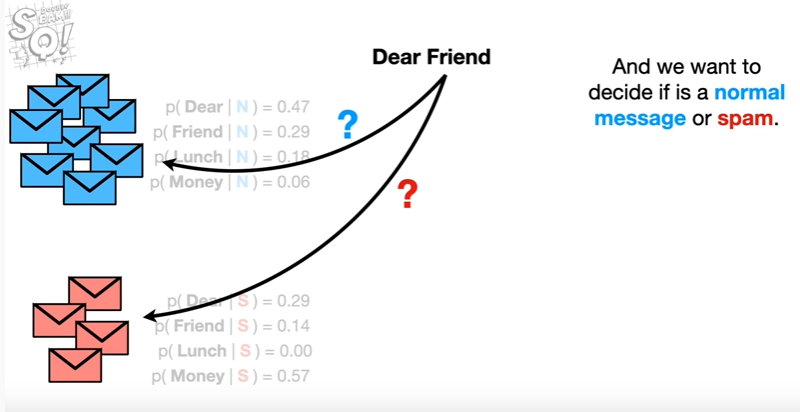 Dear Friend
And we want to
decide if is a normal
message or spam.
p( Dear | N ) = 0.47
p( Friend | N ) = 0.29
p( Lunch | N ) = 0.18
p( Money | N ) = 0.06
?
?
p( Dear | S ) = 0.29
p( Friend | S ) = 0.14
p( Lunch | S ) = 0.00
p( Money | S ) = 0.57